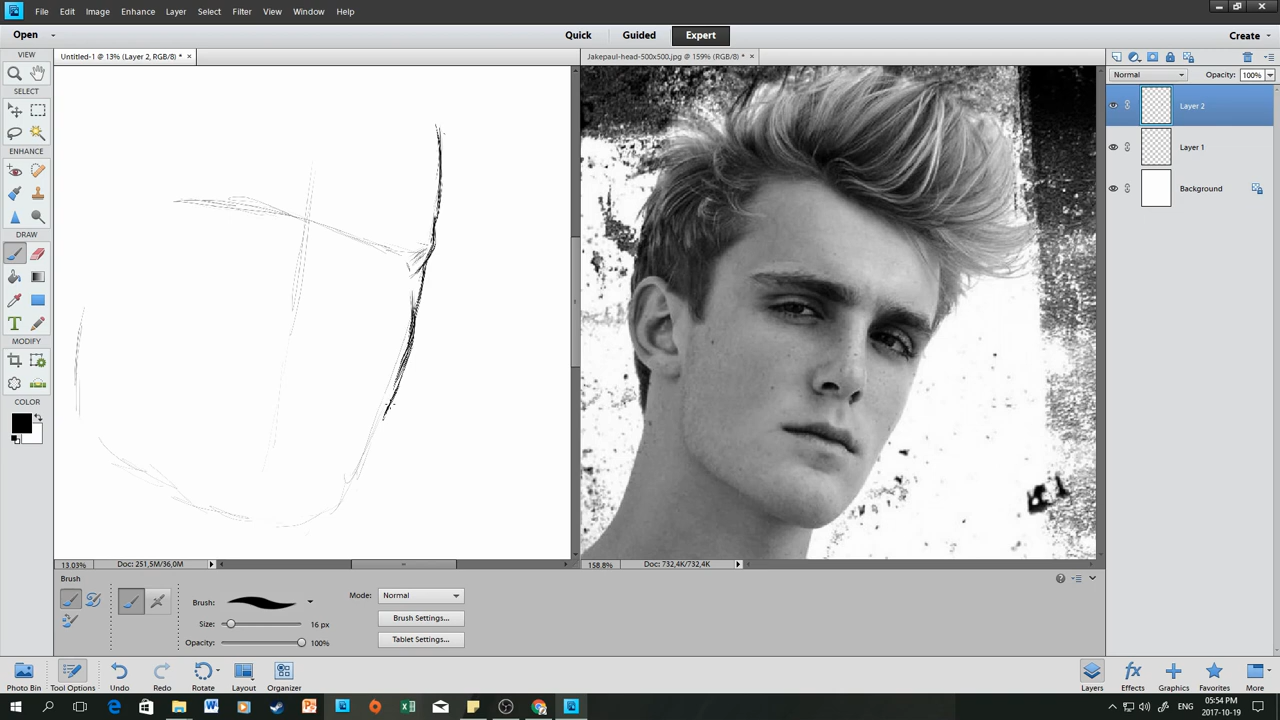 File Edit Image Enhance Layer Select Filter View Window Help
Open Quick Guided Expert Create
VIEW
Untitled-1 @ 13% (Layer 2, RGB/8) * ×
Jakepaul-head-500x500.jpg @ 159% (RGB/8) * ×
Normal Opacity: 100%
SELECT
Layer 2
Layer 1
Background
ENHANCE
DRAW
MODIFY
COLOR
13.03% Doc: 251,5M/36,0M
158.8% Doc: 732,4K/732,4K
Brush
Brush:
Mode: Normal
Size: 16 px
Brush Settings...
Opacity: 100%
Tablet Settings...
Photo Bin Tool Options Undo Redo Rotate Layout Organizer Layers Effects Graphics Favorites More
05:54 PM
2017-10-19